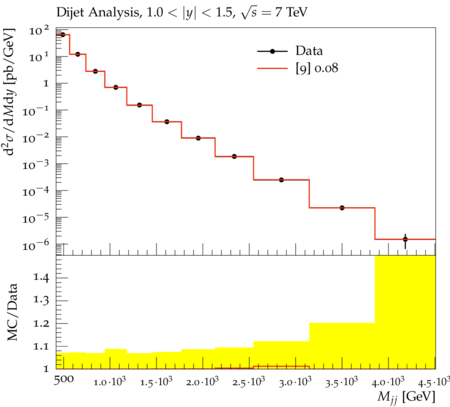 Dijet Analysis, 1.0 < |y| < 1.5, √s = 7 TeV
d²σ/dMdy [pb/GeV]
10²
10¹
1
10⁻¹
10⁻²
10⁻³
10⁻⁴
10⁻⁵
10⁻⁶
Data
[9] 0.08
MC/Data
1.4
1.3
1.2
1.1
1
500 1.0·10³ 1.5·10³ 2.0·10³ 2.5·10³ 3.0·10³ 3.5·10³ 4.0·10³ 4.5·10³
Mjj [GeV]